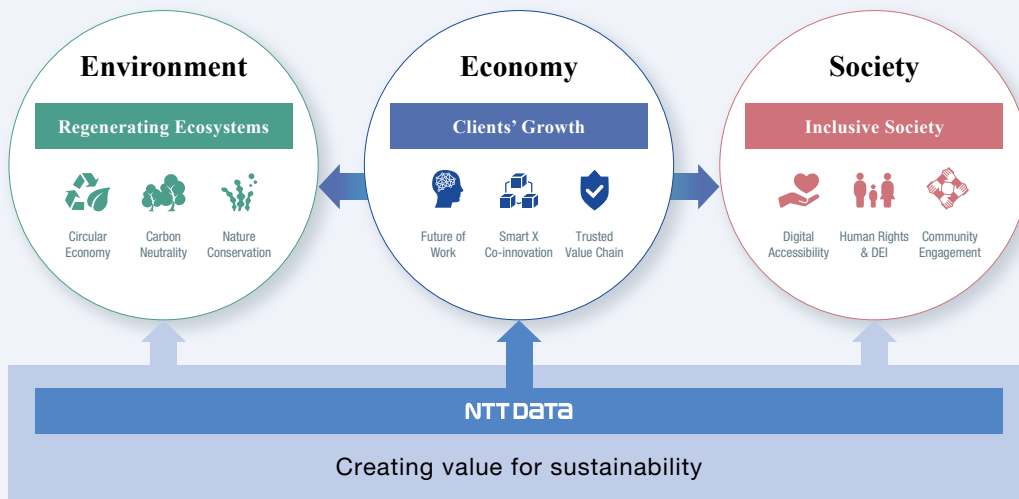 Environment
Regenerating Ecosystems
Circular
Economy
Carbon
Neutrality
Nature
Conservation
Economy
Clients' Growth
Future of
Work
Smart X
Co-innovation
Trusted
Value Chain
Society
Inclusive Society
Digital
Accessibility
Human Rights
& DEI
Community
Engagement
NTT DATA
Creating value for sustainability